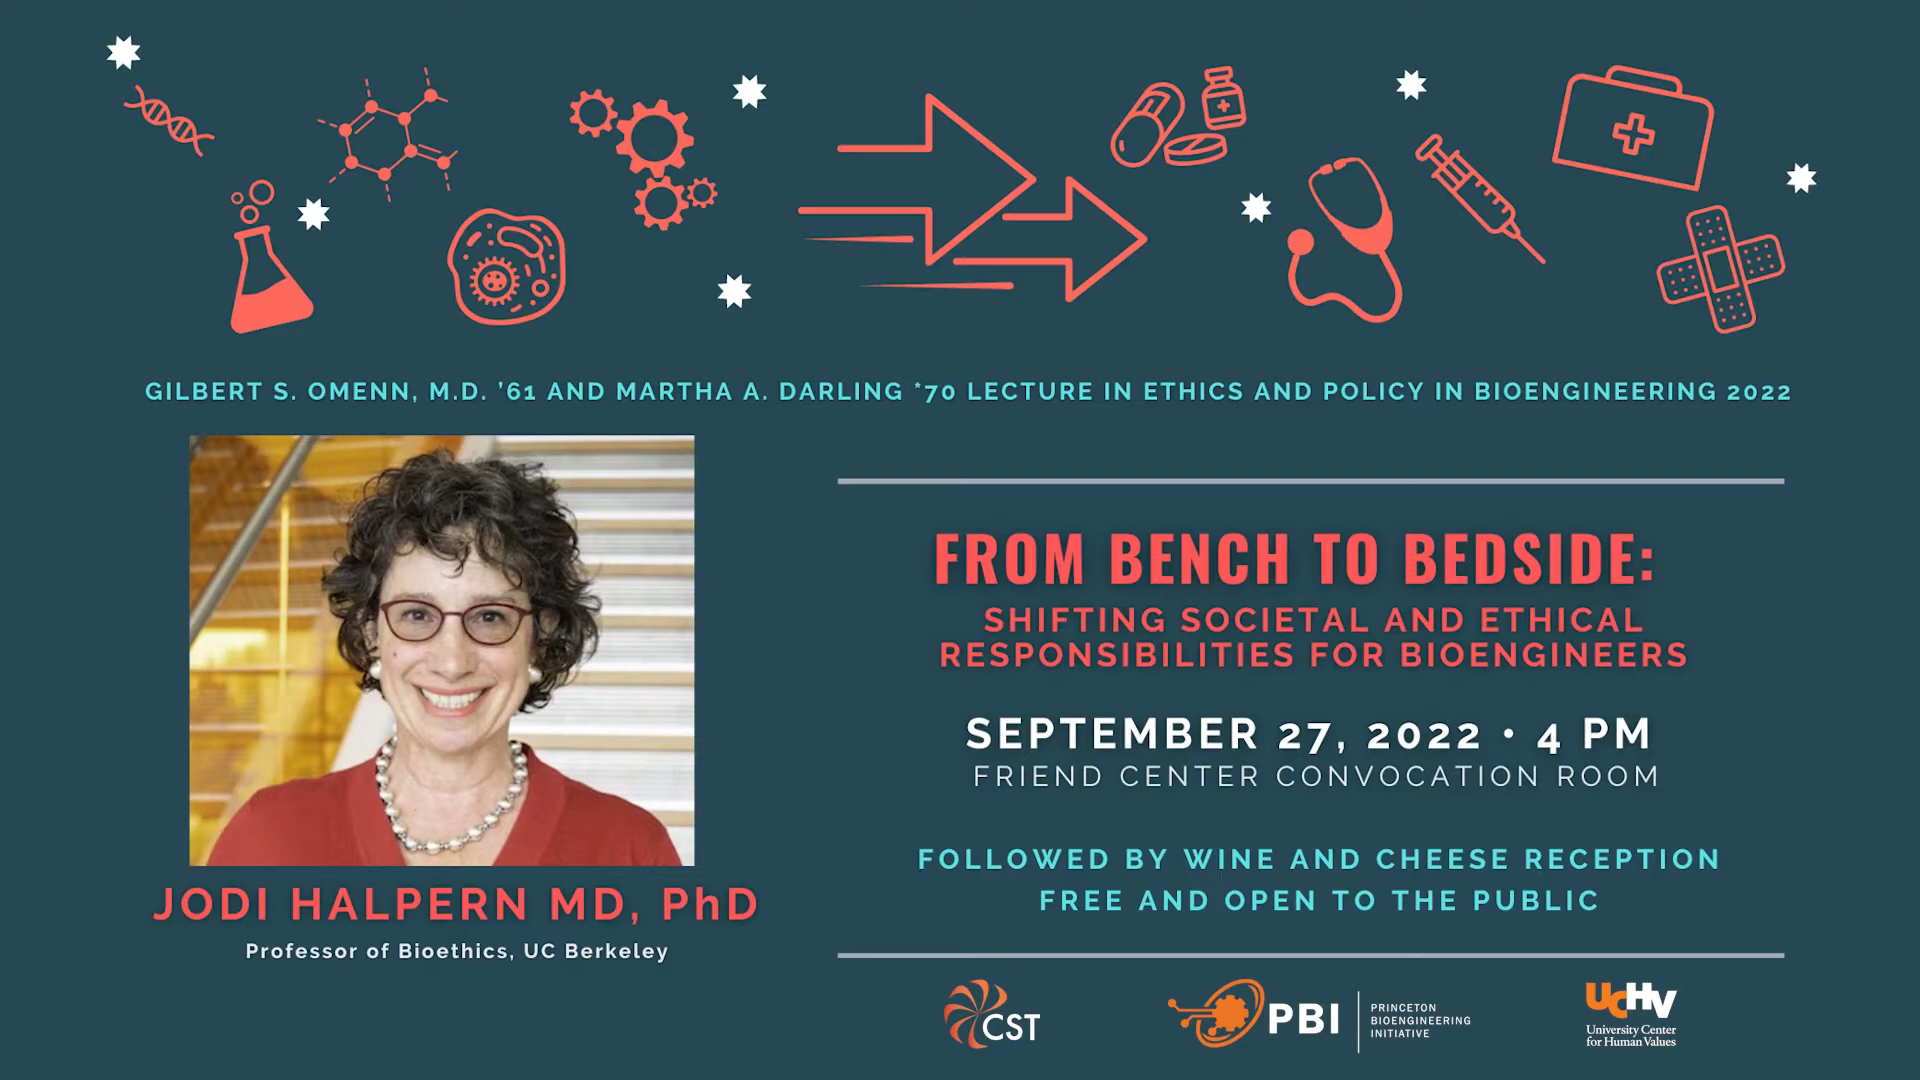 GILBERT S. OMENN, M.D. '61 AND MARTHA A. DARLING *70 LECTURE IN ETHICS AND POLICY IN BIOENGINEERING 2022
JODI HALPERN MD, PhD
Professor of Bioethics, UC Berkeley
FROM BENCH TO BEDSIDE:
SHIFTING SOCIETAL AND ETHICAL
RESPONSIBILITIES FOR BIOENGINEERS
SEPTEMBER 27, 2022 • 4 PM
FRIEND CENTER CONVOCATION ROOM
FOLLOWED BY WINE AND CHEESE RECEPTION
FREE AND OPEN TO THE PUBLIC
CST
PBI
PRINCETON
BIOENGINEERING
INITIATIVE
UCHV
University Center
for Human Values